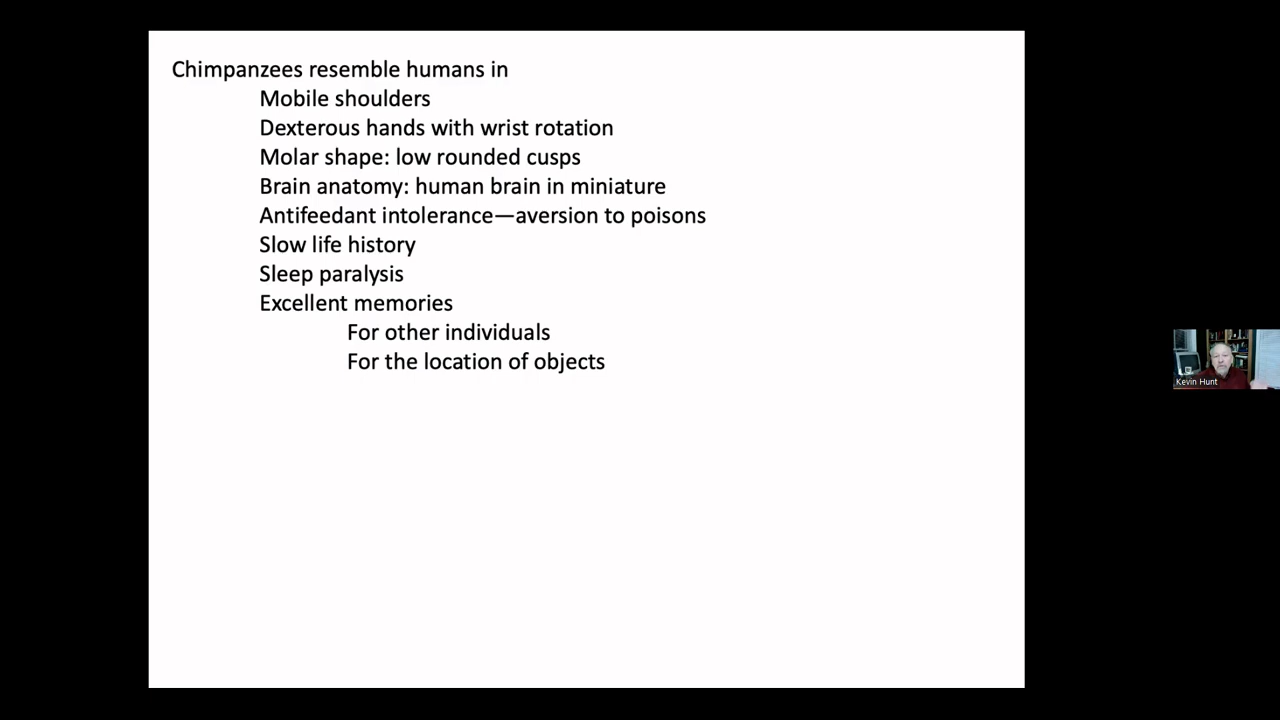 Chimpanzees resemble humans in
Mobile shoulders
Dexterous hands with wrist rotation
Molar shape: low rounded cusps
Brain anatomy: human brain in miniature
Antifeedant intolerance—aversion to poisons
Slow life history
Sleep paralysis
Excellent memories
For other individuals
For the location of objects
Kevin Hunt